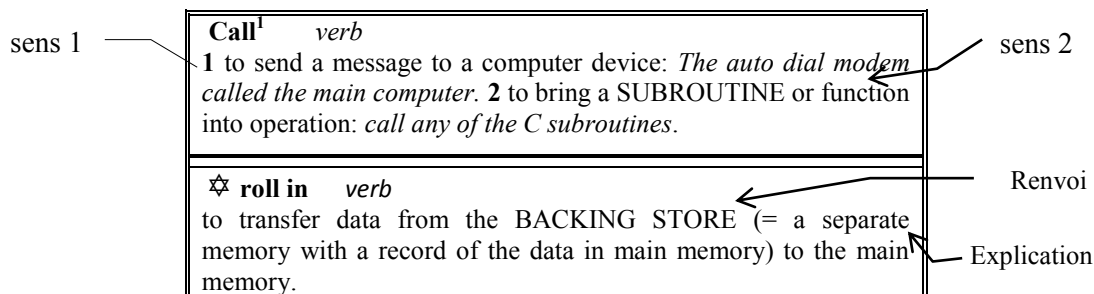 sens 1
sens 2
Call¹ verb
1 to send a message to a computer device: The auto dial modem
called the main computer. 2 to bring a SUBROUTINE or function
into operation: call any of the C subroutines.
Renvoi
✡ roll in verb
to transfer data from the BACKING STORE (= a separate
memory with a record of the data in main memory) to the main
memory.
Explication